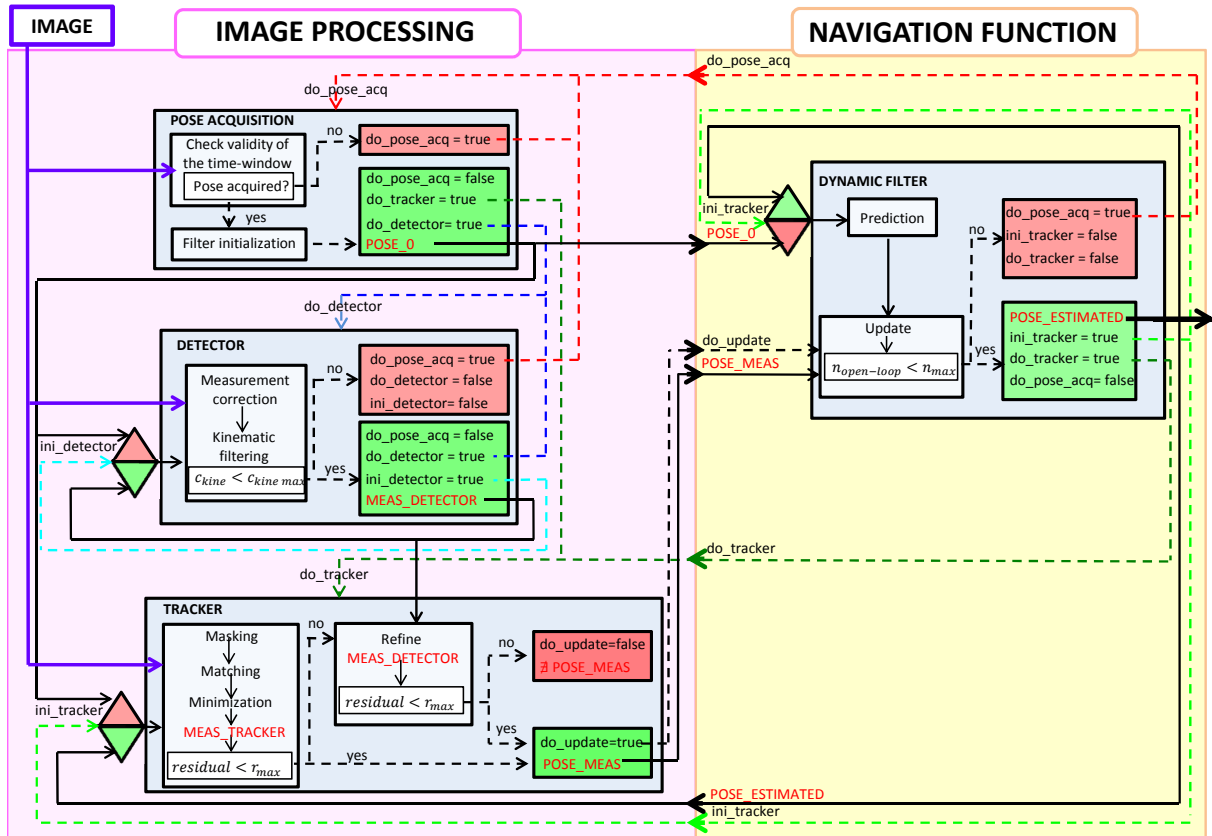 IMAGE
IMAGE PROCESSING
NAVIGATION FUNCTION
do_pose_acq
do_pose_acq
POSE ACQUISITION
Check validity of
the time-window
Pose acquired?
no
yes
Filter initialization
do_pose_acq = true
do_pose_acq = false
do_tracker = true
do_detector= true
POSE_0
do_detector
DETECTOR
Measurement
correction
Kinematic
filtering
c_kine < c_kine max
no
yes
do_pose_acq = true
do_detector = false
ini_detector= false
do_pose_acq = false
do_detector = true
ini_detector = true
MEAS_DETECTOR
ini_detector
do_tracker
TRACKER
Masking
Matching
Minimization
MEAS_TRACKER
residual < r_max
no
yes
Refine
MEAS_DETECTOR
residual < r_max
no
yes
do_update=false
∄ POSE_MEAS
do_update=true
POSE_MEAS
ini_tracker
ini_tracker
POSE_0
DYNAMIC FILTER
Prediction
Update
n_open−loop < n_max
no
yes
do_pose_acq = true
ini_tracker = false
do_tracker = false
POSE_ESTIMATED
ini_tracker = true
do_tracker = true
do_pose_acq= false
do_update
POSE_MEAS
do_tracker
POSE_ESTIMATED
ini_tracker